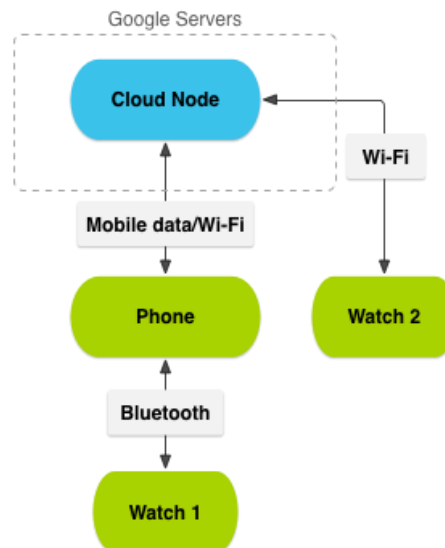 Google Servers
Cloud Node
Wi-Fi
Mobile data/Wi-Fi
Phone
Watch 2
Bluetooth
Watch 1